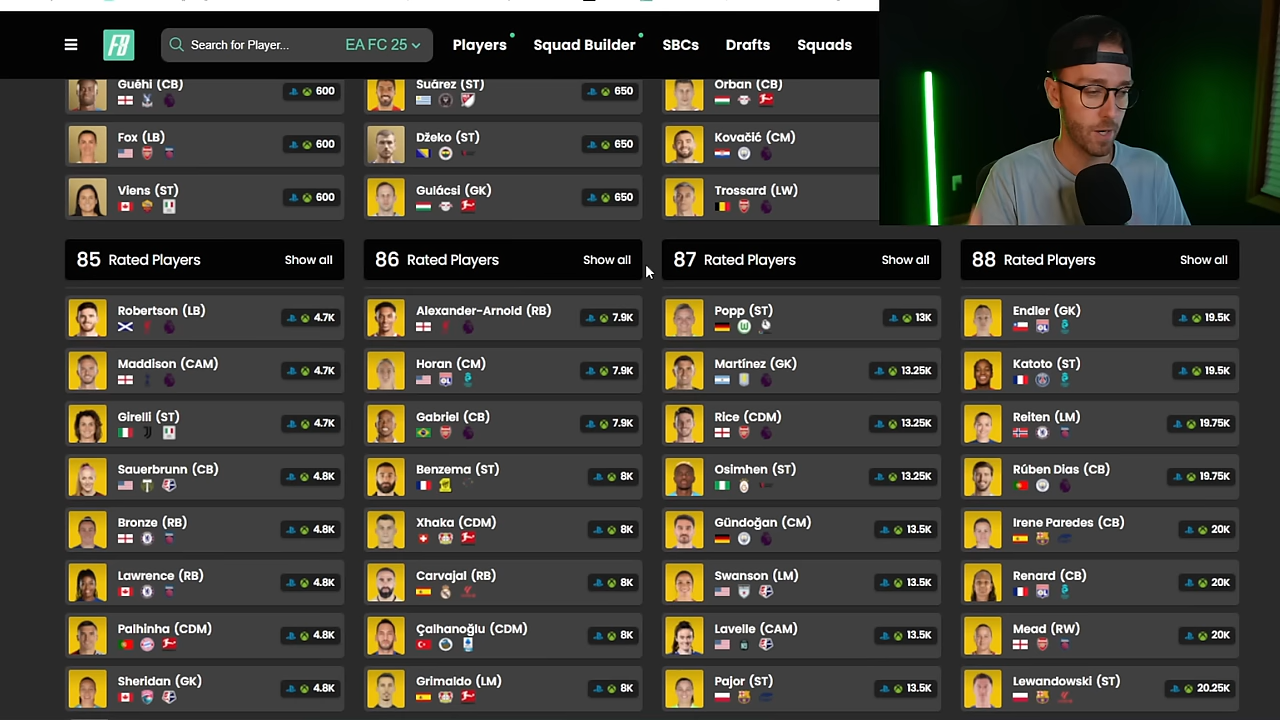 FB
Search for Player...
EA FC 25
Players
Squad Builder
SBCs
Drafts
Squads
Guéhi (CB)
600
Suárez (ST)
650
Orban (CB)
Fox (LB)
600
Džeko (ST)
650
Kovačić (CM)
Viens (ST)
600
Gulácsi (GK)
650
Trossard (LW)
85 Rated Players
Show all
86 Rated Players
Show all
87 Rated Players
Show all
88 Rated Players
Show all
Robertson (LB)
4.7K
Alexander-Arnold (RB)
7.9K
Popp (ST)
13K
Endler (GK)
19.5K
Maddison (CAM)
4.7K
Horan (CM)
7.9K
Martínez (GK)
13.25K
Katoto (ST)
19.5K
Girelli (ST)
4.7K
Gabriel (CB)
7.9K
Rice (CDM)
13.25K
Reiten (LM)
19.75K
Sauerbrunn (CB)
4.8K
Benzema (ST)
8K
Osimhen (ST)
13.25K
Rúben Dias (CB)
19.75K
Bronze (RB)
4.8K
Xhaka (CDM)
8K
Gündoğan (CM)
13.5K
Irene Paredes (CB)
20K
Lawrence (RB)
4.8K
Carvajal (RB)
8K
Swanson (LM)
13.5K
Renard (CB)
20K
Palhinha (CDM)
4.8K
Çalhanoğlu (CDM)
8K
Lavelle (CAM)
13.5K
Mead (RW)
20K
Sheridan (GK)
4.8K
Grimaldo (LM)
8K
Pajor (ST)
13.5K
Lewandowski (ST)
20.25K